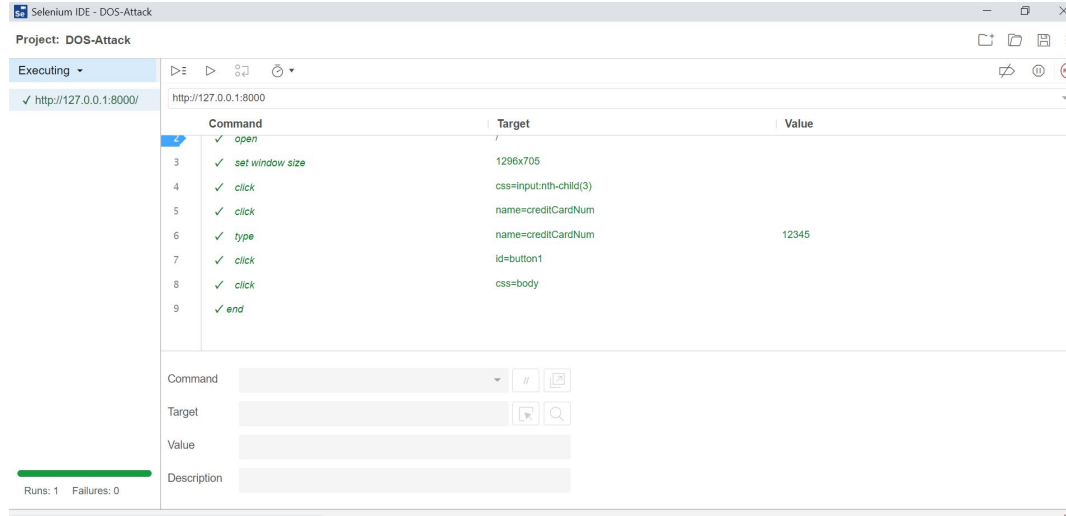 Selenium IDE - DOS-Attack
Project: DOS-Attack
Executing
✓ http://127.0.0.1:8000/
http://127.0.0.1:8000
Command Target Value
2 ✓ open /
3 ✓ set window size 1296x705
4 ✓ click css=input:nth-child(3)
5 ✓ click name=creditCardNum
6 ✓ type name=creditCardNum 12345
7 ✓ click id=button1
8 ✓ click css=body
9 ✓ end
Command //
Target
Value
Description
Runs: 1 Failures: 0